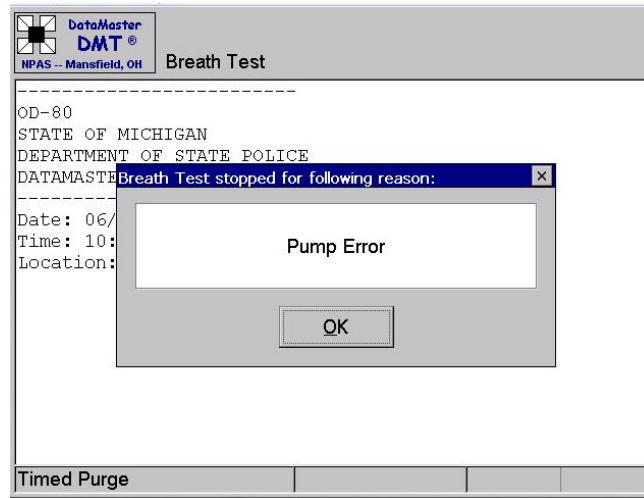 DataMaster
DMT ®
NPAS -- Mansfield, OH
Breath Test
-------------------------
OD-80
STATE OF MICHIGAN
DEPARTMENT OF STATE POLICE
DATAMASTE
Breath Test stopped for following reason:
Date: 06/
Time: 10:
Location:
Pump Error
OK
Timed Purge